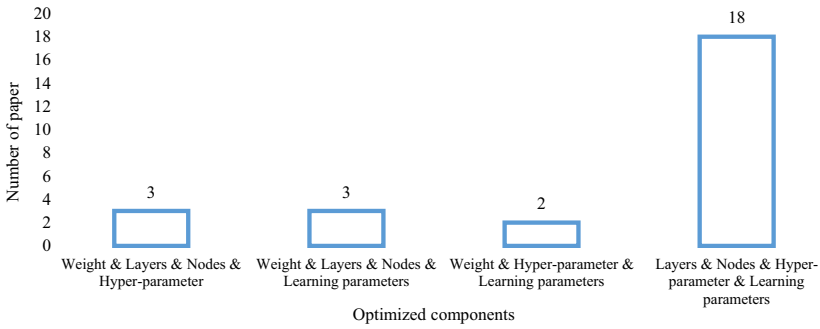 20
18
16
14
12
10
8
6
4
2
0
Number of paper
3
3
2
18
Weight & Layers & Nodes &
Hyper-parameter
Weight & Layers & Nodes &
Learning parameters
Weight & Hyper-parameter &
Learning parameters
Layers & Nodes & Hyper-
parameter & Learning
parameters
Optimized components